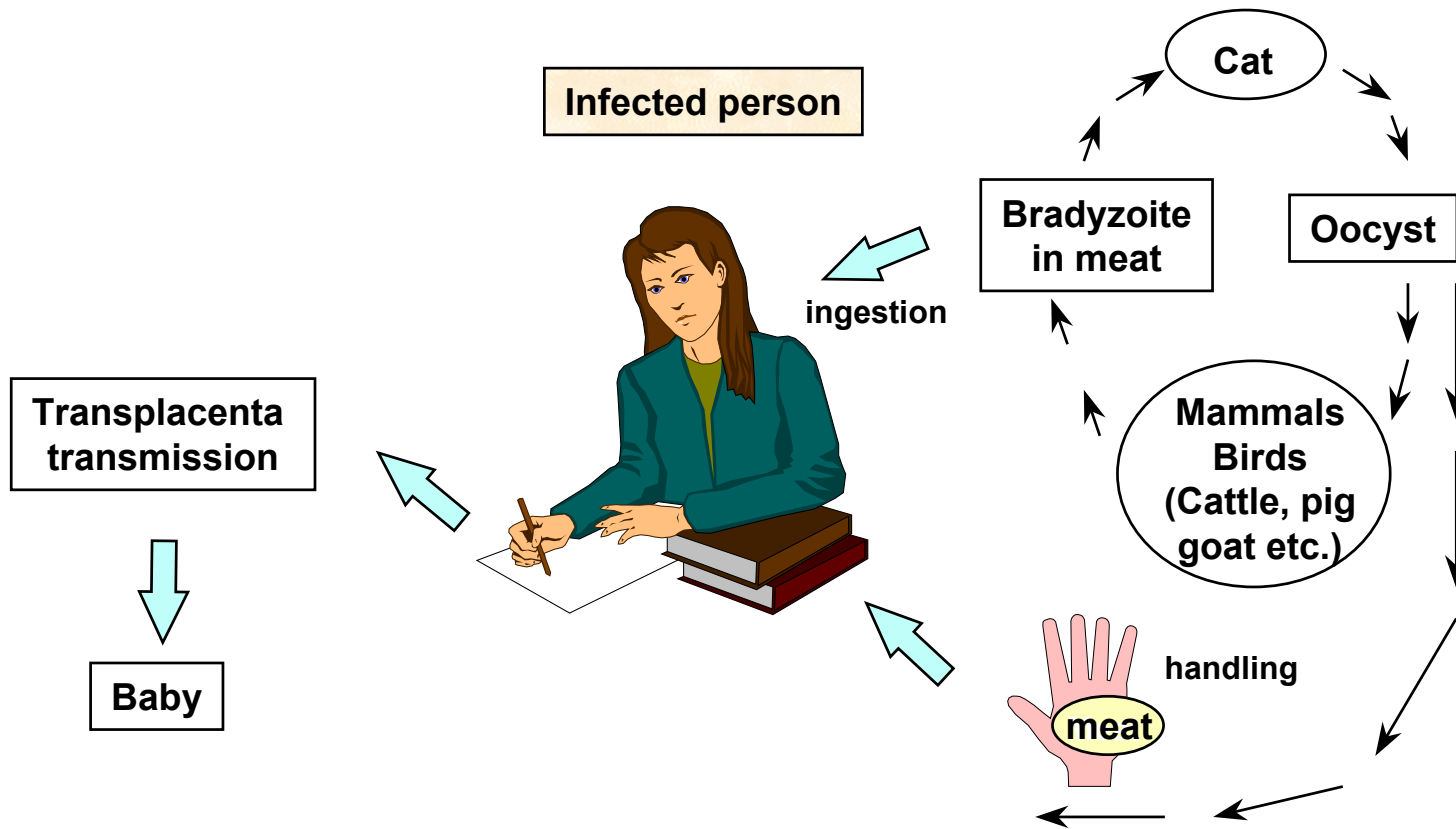 Infected person
Cat
Bradyzoite
in meat
Oocyst
ingestion
Transplacenta
transmission
Mammals
Birds
(Cattle, pig
goat etc.)
handling
meat
Baby